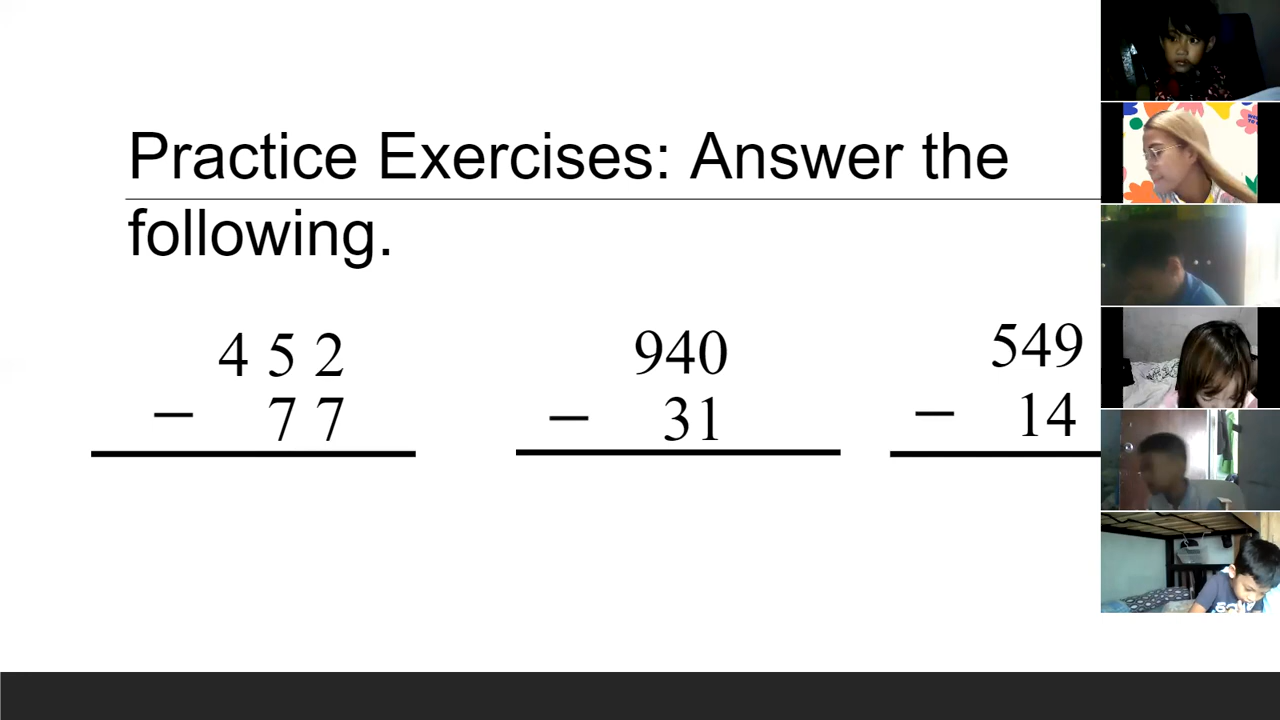 Practice Exercises: Answer the
following.
4 5 2 940 549
− 7 7 − 31 − 14